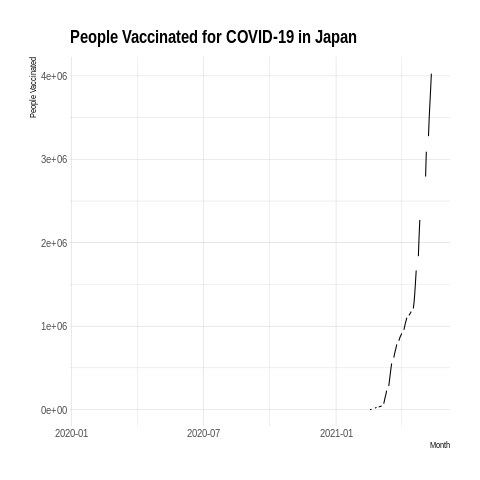 People Vaccinated for COVID-19 in Japan
People Vaccinated
4e+06
3e+06
2e+06
1e+06
0e+00
2020-01
2020-07
2021-01
Month